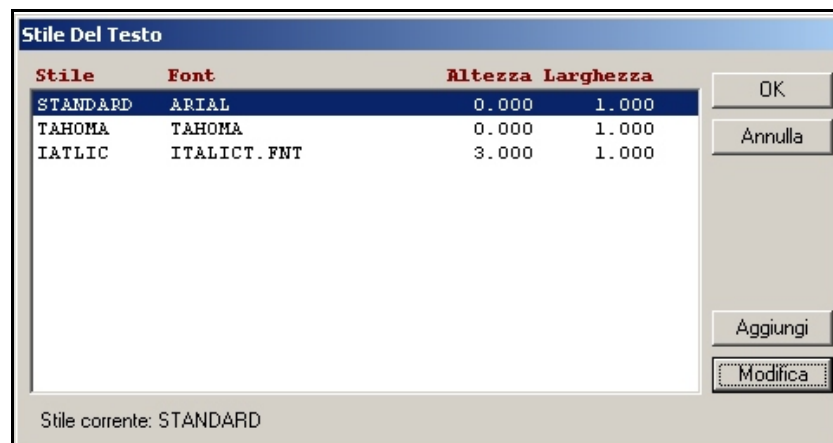 Stile Del Testo
Stile Font Altezza Larghezza
STANDARD ARIAL 0.000 1.000
TAHOMA TAHOMA 0.000 1.000
IATLIC ITALICT.FNT 3.000 1.000
OK
Annulla
Aggiungi
Modifica
Stile corrente: STANDARD